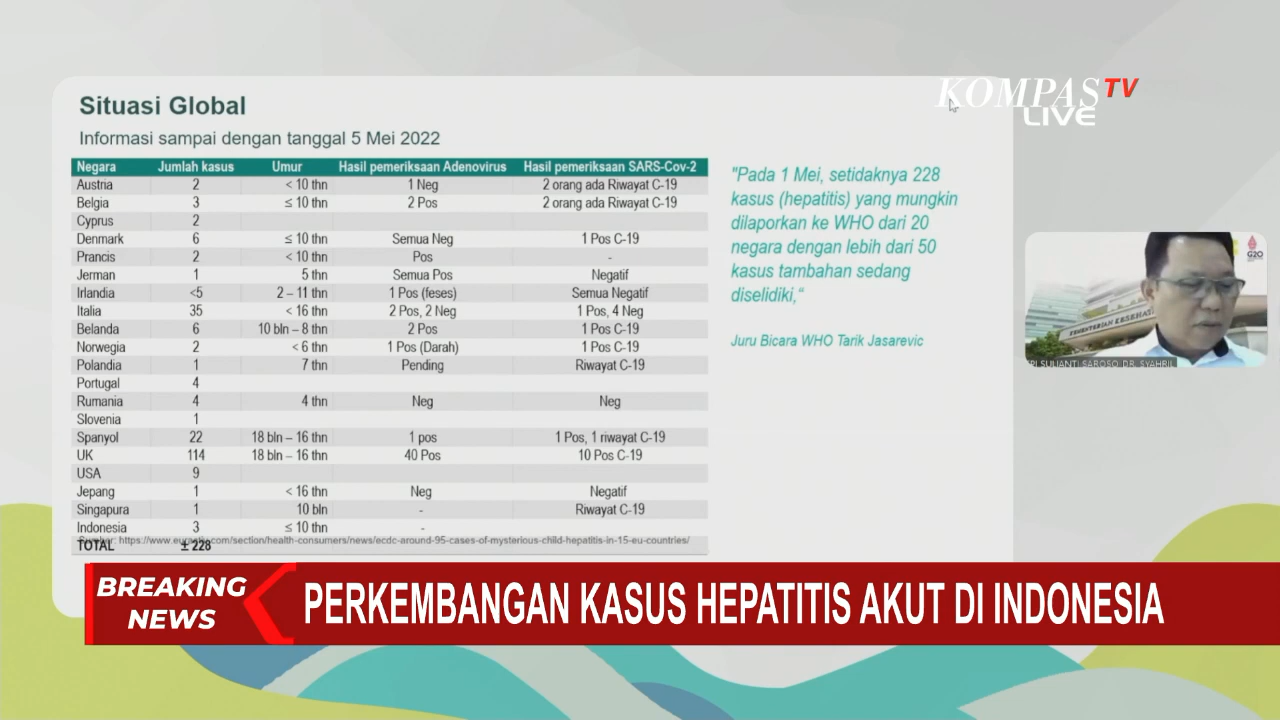 KOMPAS TV
LIVE
Situasi Global
Informasi sampai dengan tanggal 5 Mei 2022
Negara Jumlah kasus Umur Hasil pemeriksaan Adenovirus Hasil pemeriksaan SARS-Cov-2
Austria 2 < 10 thn 1 Neg 2 orang ada Riwayat C-19
Belgia 3 ≤ 10 thn 2 Pos 2 orang ada Riwayat C-19
Cyprus 2
Denmark 6 ≤ 10 thn Semua Neg 1 Pos C-19
Prancis 2 < 10 thn Pos -
Jerman 1 5 thn Semua Pos Negatif
Irlandia <5 2 – 11 thn 1 Pos (feses) Semua Negatif
Italia 35 < 16 thn 2 Pos, 2 Neg 1 Pos, 4 Neg
Belanda 6 10 bln – 8 thn 2 Pos 1 Pos C-19
Norwegia 2 < 6 thn 1 Pos (Darah) 1 Pos C-19
Polandia 1 7 thn Pending Riwayat C-19
Portugal 4
Rumania 4 4 thn Neg Neg
Slovenia 1
Spanyol 22 18 bln – 16 thn 1 pos 1 Pos, 1 riwayat C-19
UK 114 18 bln – 16 thn 40 Pos 10 Pos C-19
USA 9
Jepang 1 < 16 thn Neg Negatif
Singapura 1 10 bln - Riwayat C-19
Indonesia 3 ≤ 10 thn -
Sumber: https://www.euractiv.com/section/health-consumers/news/ecdc-around-95-cases-of-mysterious-child-hepatitis-in-15-eu-countries/
TOTAL ± 228
"Pada 1 Mei, setidaknya 228
kasus (hepatitis) yang mungkin
dilaporkan ke WHO dari 20
negara dengan lebih dari 50
kasus tambahan sedang
diselidiki,“
Juru Bicara WHO Tarik Jasarevic
G20
KEMENTERIAN KESEHAT
SULIANTI SAROSO: DR. SYAHRIL
BREAKING
NEWS
PERKEMBANGAN KASUS HEPATITIS AKUT DI INDONESIA